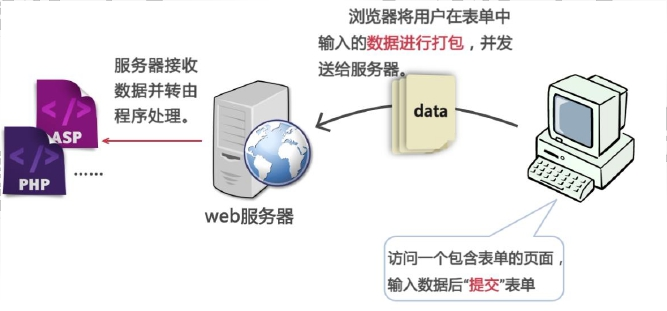 浏览器将用户在表单中
输入的数据进行打包，并发
送给服务器。
服务器接收
数据并转由
程序处理。
</>
ASP
</>
PHP
……
data
web服务器
访问一个包含表单的页面，
输入数据后“提交”表单